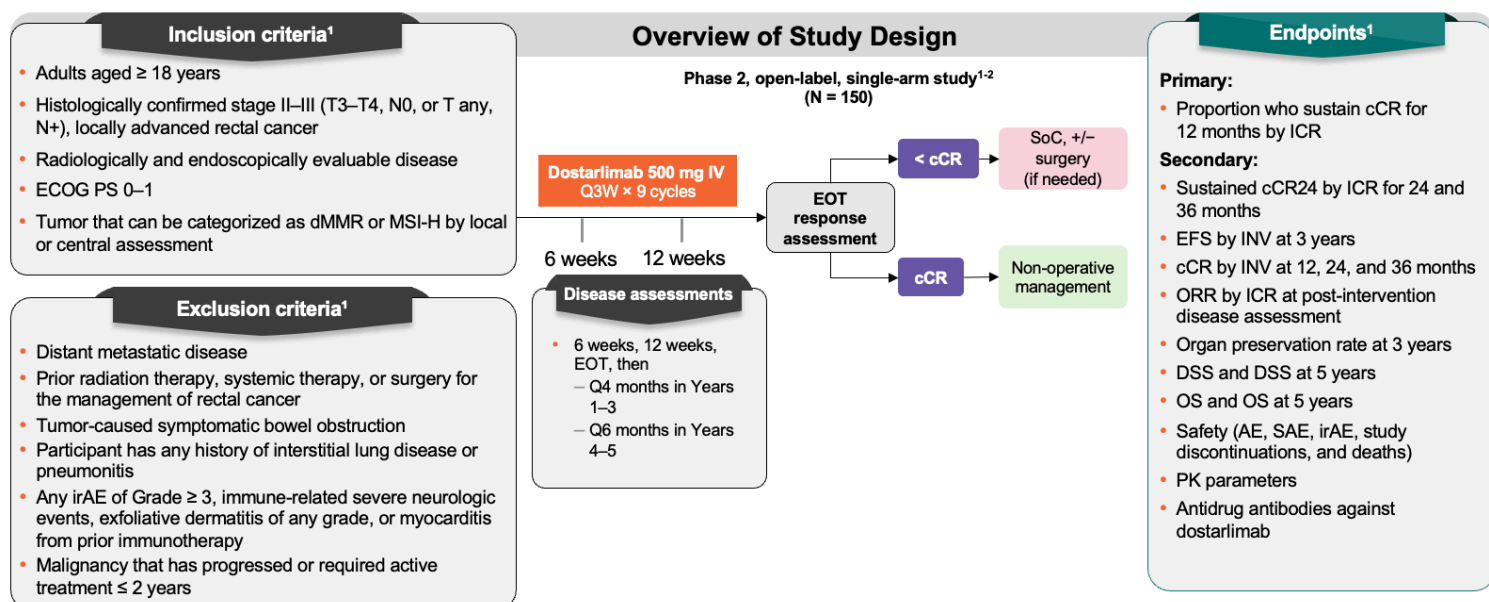 Overview of Study Design
Inclusion criteria1
• Adults aged ≥ 18 years
• Histologically confirmed stage II–III (T3–T4, N0, or T any,
N+), locally advanced rectal cancer
• Radiologically and endoscopically evaluable disease
• ECOG PS 0–1
• Tumor that can be categorized as dMMR or MSI-H by local
or central assessment
Exclusion criteria1
• Distant metastatic disease
• Prior radiation therapy, systemic therapy, or surgery for
the management of rectal cancer
• Tumor-caused symptomatic bowel obstruction
• Participant has any history of interstitial lung disease or
pneumonitis
• Any irAE of Grade ≥ 3, immune-related severe neurologic
events, exfoliative dermatitis of any grade, or myocarditis
from prior immunotherapy
• Malignancy that has progressed or required active
treatment ≤ 2 years
Phase 2, open-label, single-arm study1-2
(N = 150)
Dostarlimab 500 mg IV
Q3W × 9 cycles
6 weeks
12 weeks
Disease assessments
• 6 weeks, 12 weeks,
EOT, then
– Q4 months in Years
1–3
– Q6 months in Years
4–5
EOT
response
assessment
< cCR
SoC, +/−
surgery
(if needed)
cCR
Non-operative
management
Endpoints1
Primary:
• Proportion who sustain cCR for
12 months by ICR
Secondary:
• Sustained cCR24 by ICR for 24 and
36 months
• EFS by INV at 3 years
• cCR by INV at 12, 24, and 36 months
• ORR by ICR at post-intervention
disease assessment
• Organ preservation rate at 3 years
• DSS and DSS at 5 years
• OS and OS at 5 years
• Safety (AE, SAE, irAE, study
discontinuations, and deaths)
• PK parameters
• Antidrug antibodies against
dostarlimab